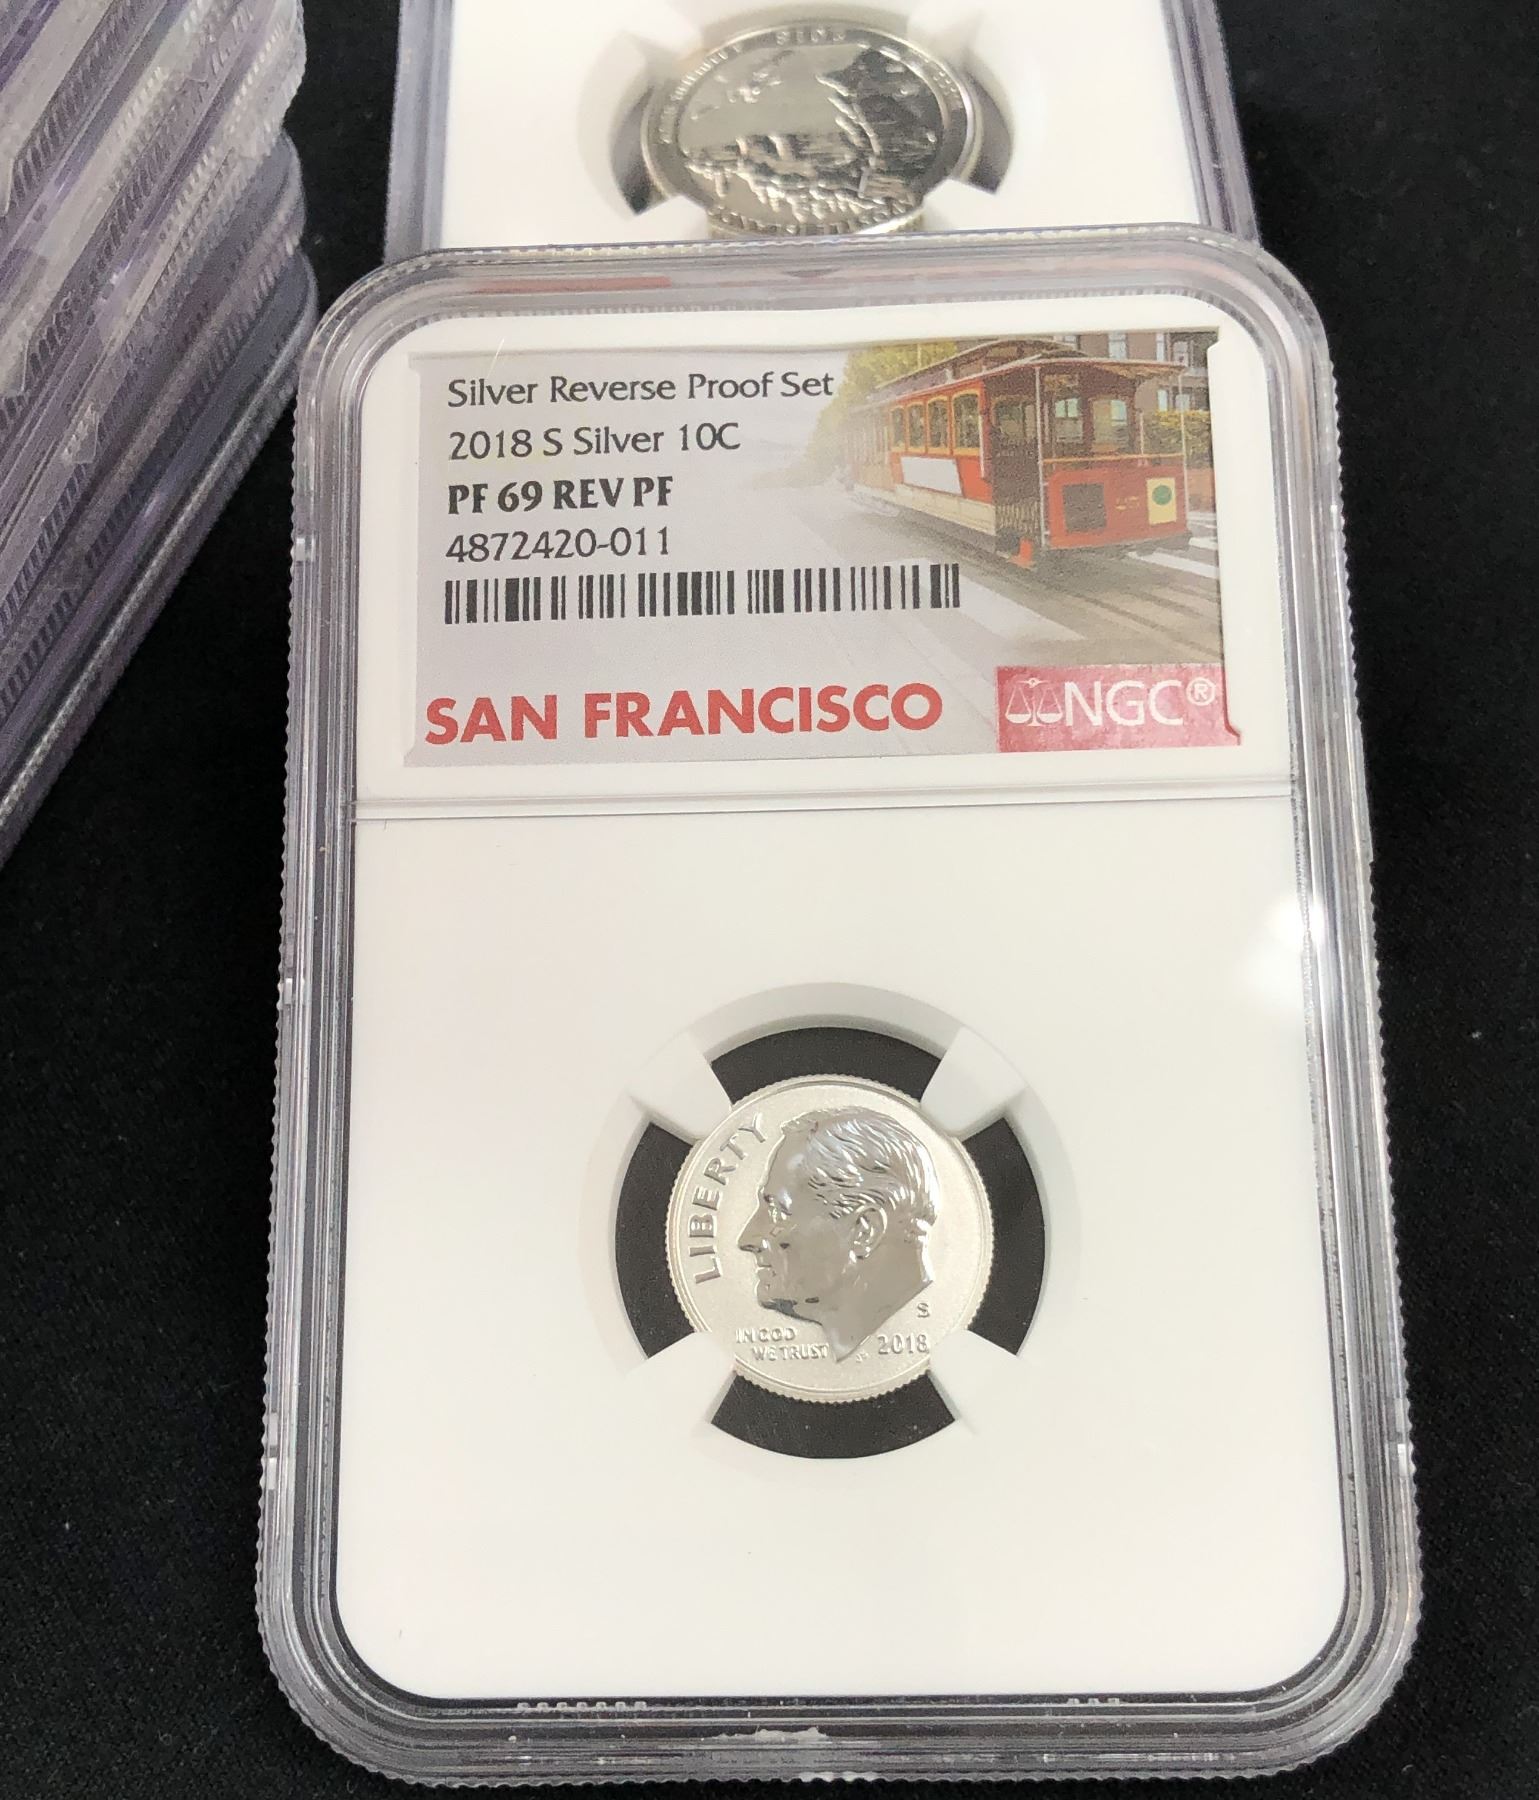 Silver Reverse Proof Set
2018 S Silver 10C
PF 69 REV PF
4872420-011
SAN FRANCISCO
NGC®
LIBERTY
S
IN GOD
WE TRUST
2018